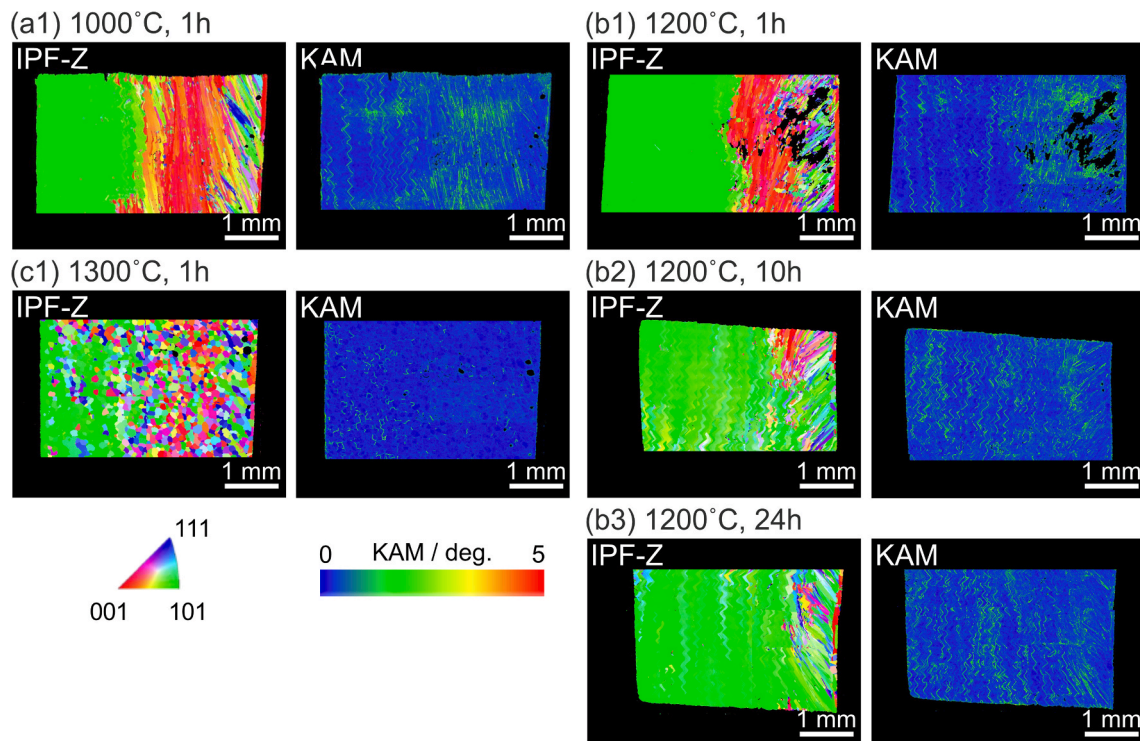 (a1) 1000˚C, 1h
IPF-Z
KAM
1 mm
1 mm
(b1) 1200˚C, 1h
IPF-Z
KAM
1 mm
1 mm
(c1) 1300˚C, 1h
IPF-Z
KAM
1 mm
1 mm
(b2) 1200˚C, 10h
IPF-Z
KAM
1 mm
1 mm
111
001
101
0
KAM / deg.
5
(b3) 1200˚C, 24h
IPF-Z
KAM
1 mm
1 mm